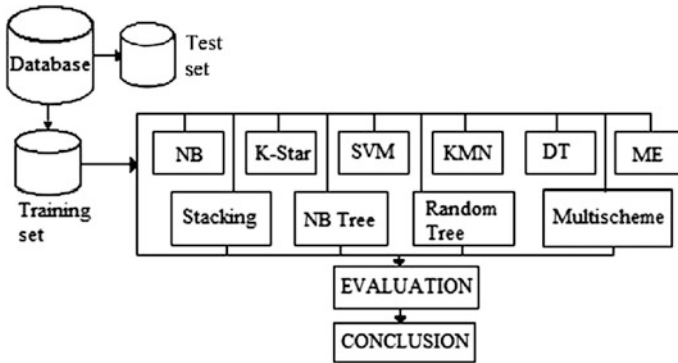 Database
Test
set
Training
set
NB
K-Star
SVM
KMN
DT
ME
Stacking
NB Tree
Random
Tree
Multischeme
EVALUATION
CONCLUSION